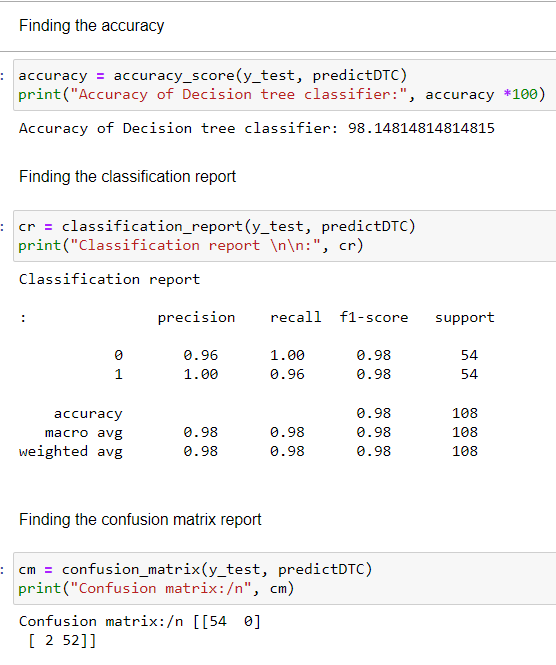 Finding the accuracy
: accuracy = accuracy_score(y_test, predictDTC)
print("Accuracy of Decision tree classifier:", accuracy *100)
Accuracy of Decision tree classifier: 98.14814814814815
Finding the classification report
: cr = classification_report(y_test, predictDTC)
print("Classification report \n\n:", cr)
Classification report
: precision recall f1-score support
0 0.96 1.00 0.98 54
1 1.00 0.96 0.98 54
accuracy 0.98 108
macro avg 0.98 0.98 0.98 108
weighted avg 0.98 0.98 0.98 108
Finding the confusion matrix report
: cm = confusion_matrix(y_test, predictDTC)
print("Confusion matrix:/n", cm)
Confusion matrix:/n [[54 0]
[ 2 52]]